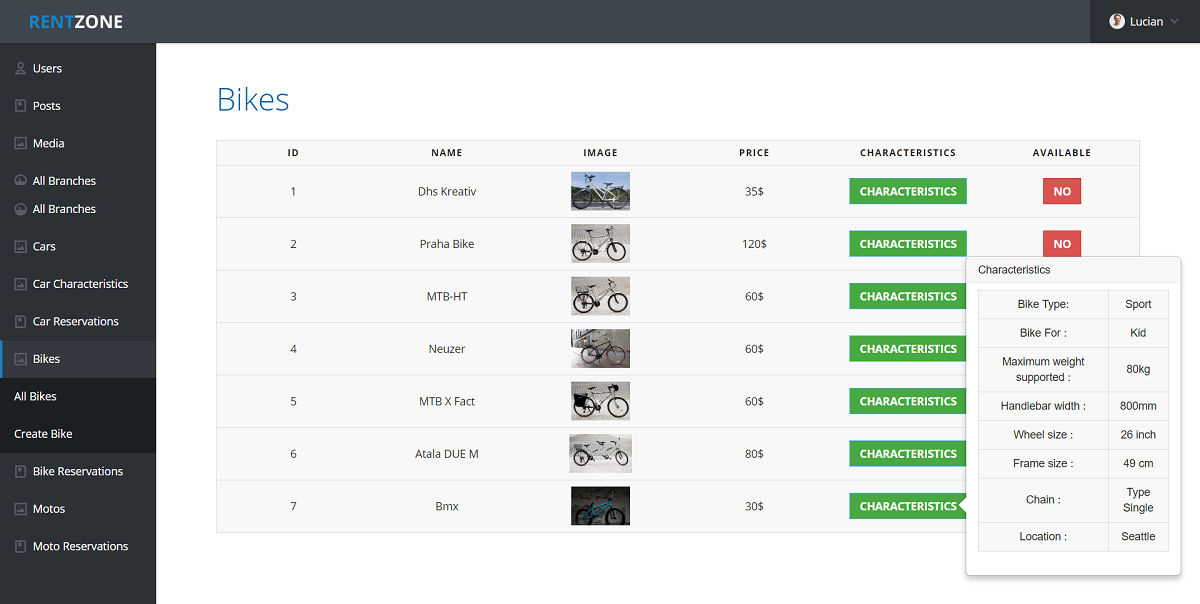 RENTZONE
Lucian
Users
Posts
Media
All Branches
All Branches
Cars
Car Characteristics
Car Reservations
Bikes
All Bikes
Create Bike
Bike Reservations
Motos
Moto Reservations
Bikes
ID NAME IMAGE PRICE CHARACTERISTICS AVAILABLE
1 Dhs Kreativ 35$ CHARACTERISTICS NO
2 Praha Bike 120$ CHARACTERISTICS NO
3 MTB-HT 60$ CHARACTERISTICS
4 Neuzer 60$ CHARACTERISTICS
5 MTB X Fact 60$ CHARACTERISTICS
6 Atala DUE M 80$ CHARACTERISTICS
7 Bmx 30$ CHARACTERISTICS
Characteristics
Bike Type: Sport
Bike For : Kid
Maximum weight
supported : 80kg
Handlebar width : 800mm
Wheel size : 26 inch
Frame size : 49 cm
Chain : Type
Single
Location : Seattle